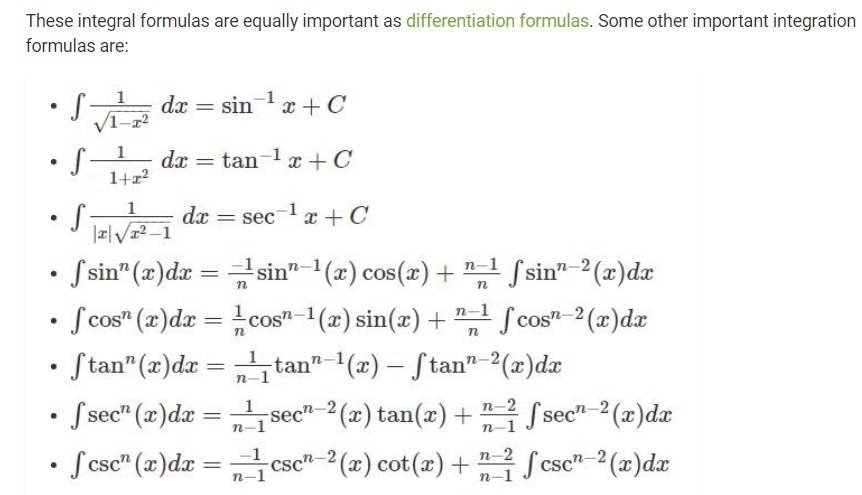 These integral formulas are equally important as differentiation formulas. Some other important integration
formulas are:
• ∫ 1/√(1−x²) dx = sin⁻¹ x + C
• ∫ 1/(1+x²) dx = tan⁻¹ x + C
• ∫ 1/(|x|√(x²−1)) dx = sec⁻¹ x + C
• ∫ sinⁿ(x)dx = −1/n sinⁿ⁻¹(x) cos(x) + (n−1)/n ∫ sinⁿ⁻²(x)dx
• ∫ cosⁿ(x)dx = 1/n cosⁿ⁻¹(x) sin(x) + (n−1)/n ∫ cosⁿ⁻²(x)dx
• ∫ tanⁿ(x)dx = 1/(n−1) tanⁿ⁻¹(x) − ∫ tanⁿ⁻²(x)dx
• ∫ secⁿ(x)dx = 1/(n−1) secⁿ⁻²(x) tan(x) + (n−2)/(n−1) ∫ secⁿ⁻²(x)dx
• ∫ cscⁿ(x)dx = −1/(n−1) cscⁿ⁻²(x) cot(x) + (n−2)/(n−1) ∫ cscⁿ⁻²(x)dx